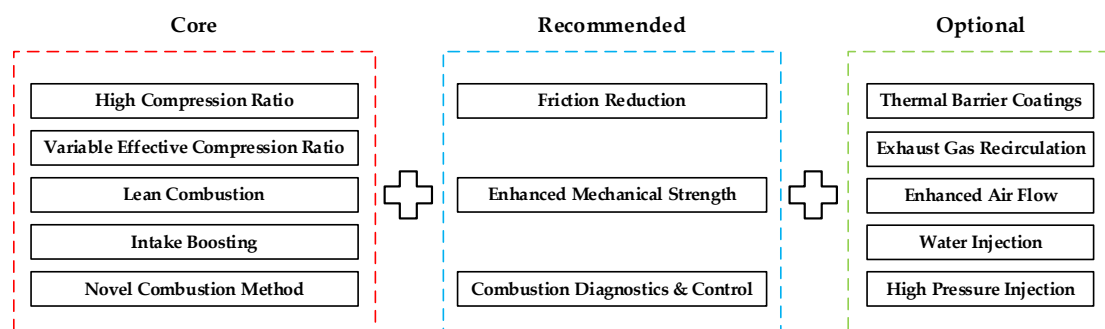 Core
High Compression Ratio
Variable Effective Compression Ratio
Lean Combustion
Intake Boosting
Novel Combustion Method
Recommended
Friction Reduction
Enhanced Mechanical Strength
Combustion Diagnostics & Control
Optional
Thermal Barrier Coatings
Exhaust Gas Recirculation
Enhanced Air Flow
Water Injection
High Pressure Injection